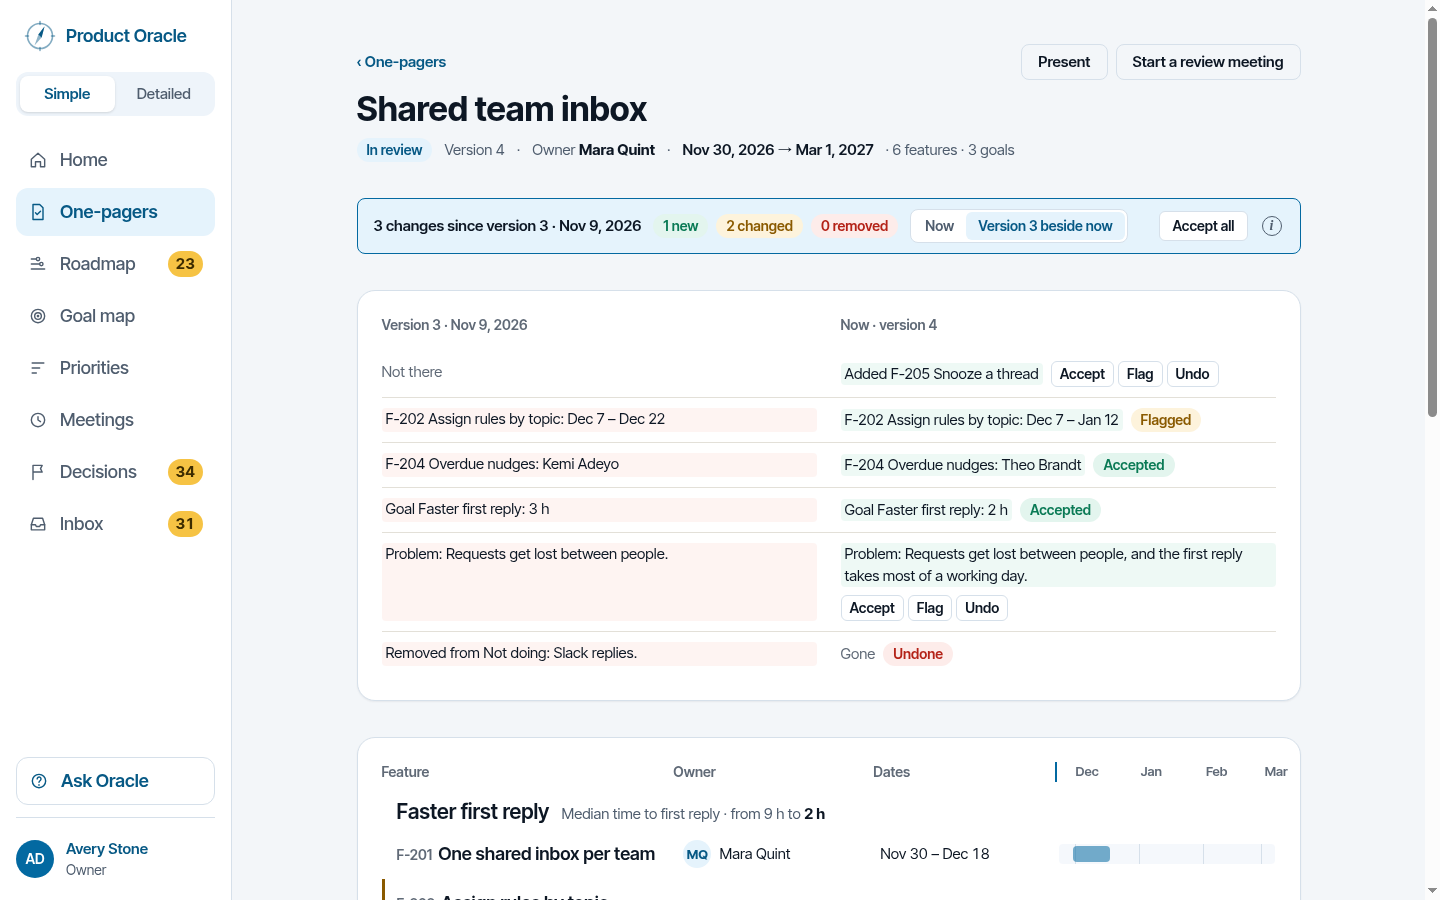 Product Oracle
Simple Detailed
Home
One-pagers
Roadmap 23
Goal map
Priorities
Meetings
Decisions 34
Inbox 31
Ask Oracle
AD Avery Stone
Owner
‹ One-pagers
Present Start a review meeting
Shared team inbox
In review Version 4 · Owner Mara Quint · Nov 30, 2026 → Mar 1, 2027 · 6 features · 3 goals
3 changes since version 3 · Nov 9, 2026 1 new 2 changed 0 removed Now Version 3 beside now Accept all i
Version 3 · Nov 9, 2026 Now · version 4
Not there Added F-205 Snooze a thread Accept Flag Undo
F-202 Assign rules by topic: Dec 7 – Dec 22 F-202 Assign rules by topic: Dec 7 – Jan 12 Flagged
F-204 Overdue nudges: Kemi Adeyo F-204 Overdue nudges: Theo Brandt Accepted
Goal Faster first reply: 3 h Goal Faster first reply: 2 h Accepted
Problem: Requests get lost between people. Problem: Requests get lost between people, and the first reply
takes most of a working day.
Accept Flag Undo
Removed from Not doing: Slack replies. Gone Undone
Feature Owner Dates Dec Jan Feb Mar
Faster first reply Median time to first reply · from 9 h to 2 h
F-201 One shared inbox per team MQ Mara Quint Nov 30 – Dec 18